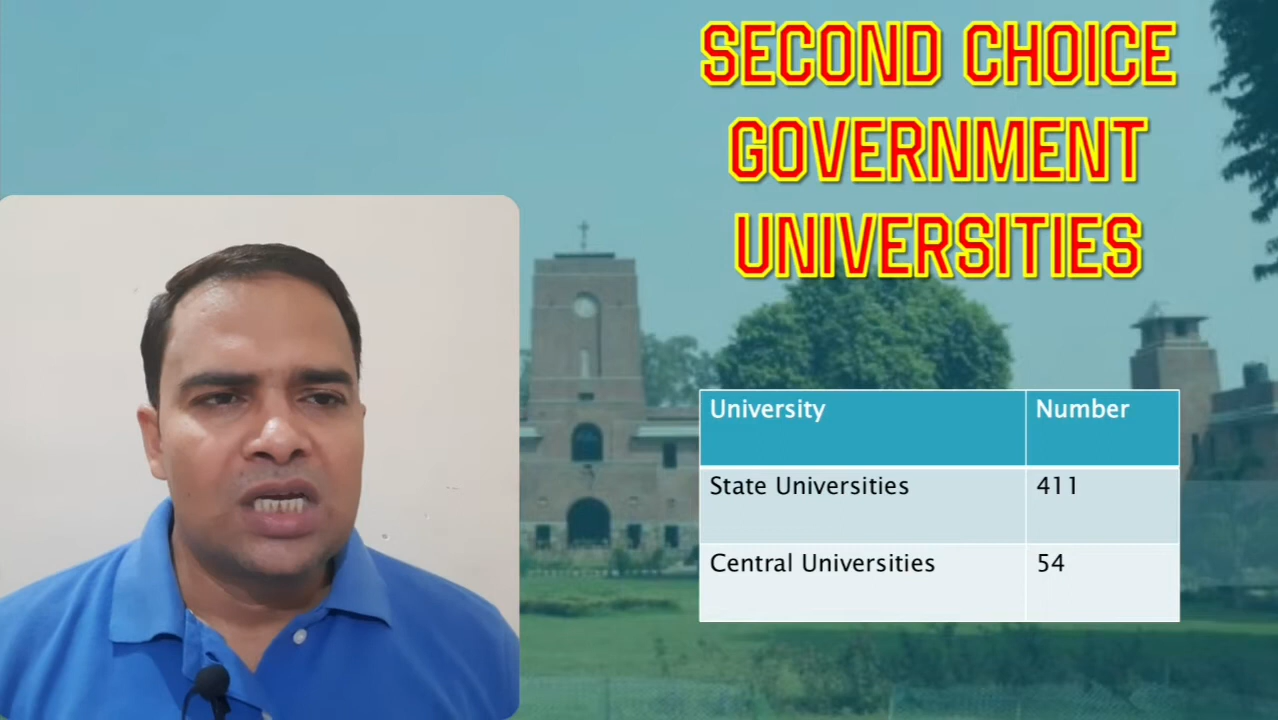 SECOND CHOICE
GOVERNMENT
UNIVERSITIES
University Number
State Universities 411
Central Universities 54